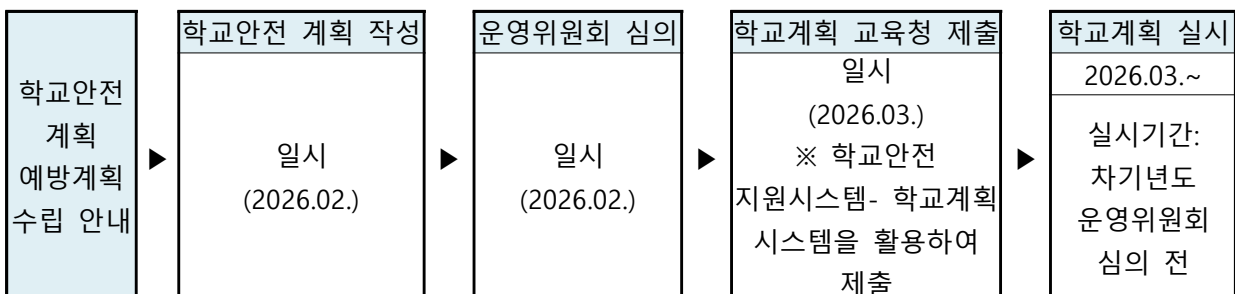 학교안전
계획
예방계획
수립 안내
▶
학교안전 계획 작성
일시
(2026.02.)
▶
운영위원회 심의
일시
(2026.02.)
▶
학교계획 교육청 제출
일시
(2026.03.)
※ 학교안전
지원시스템- 학교계획
시스템을 활용하여
제출
▶
학교계획 실시
2026.03.~
실시기간:
차기년도
운영위원회
심의 전